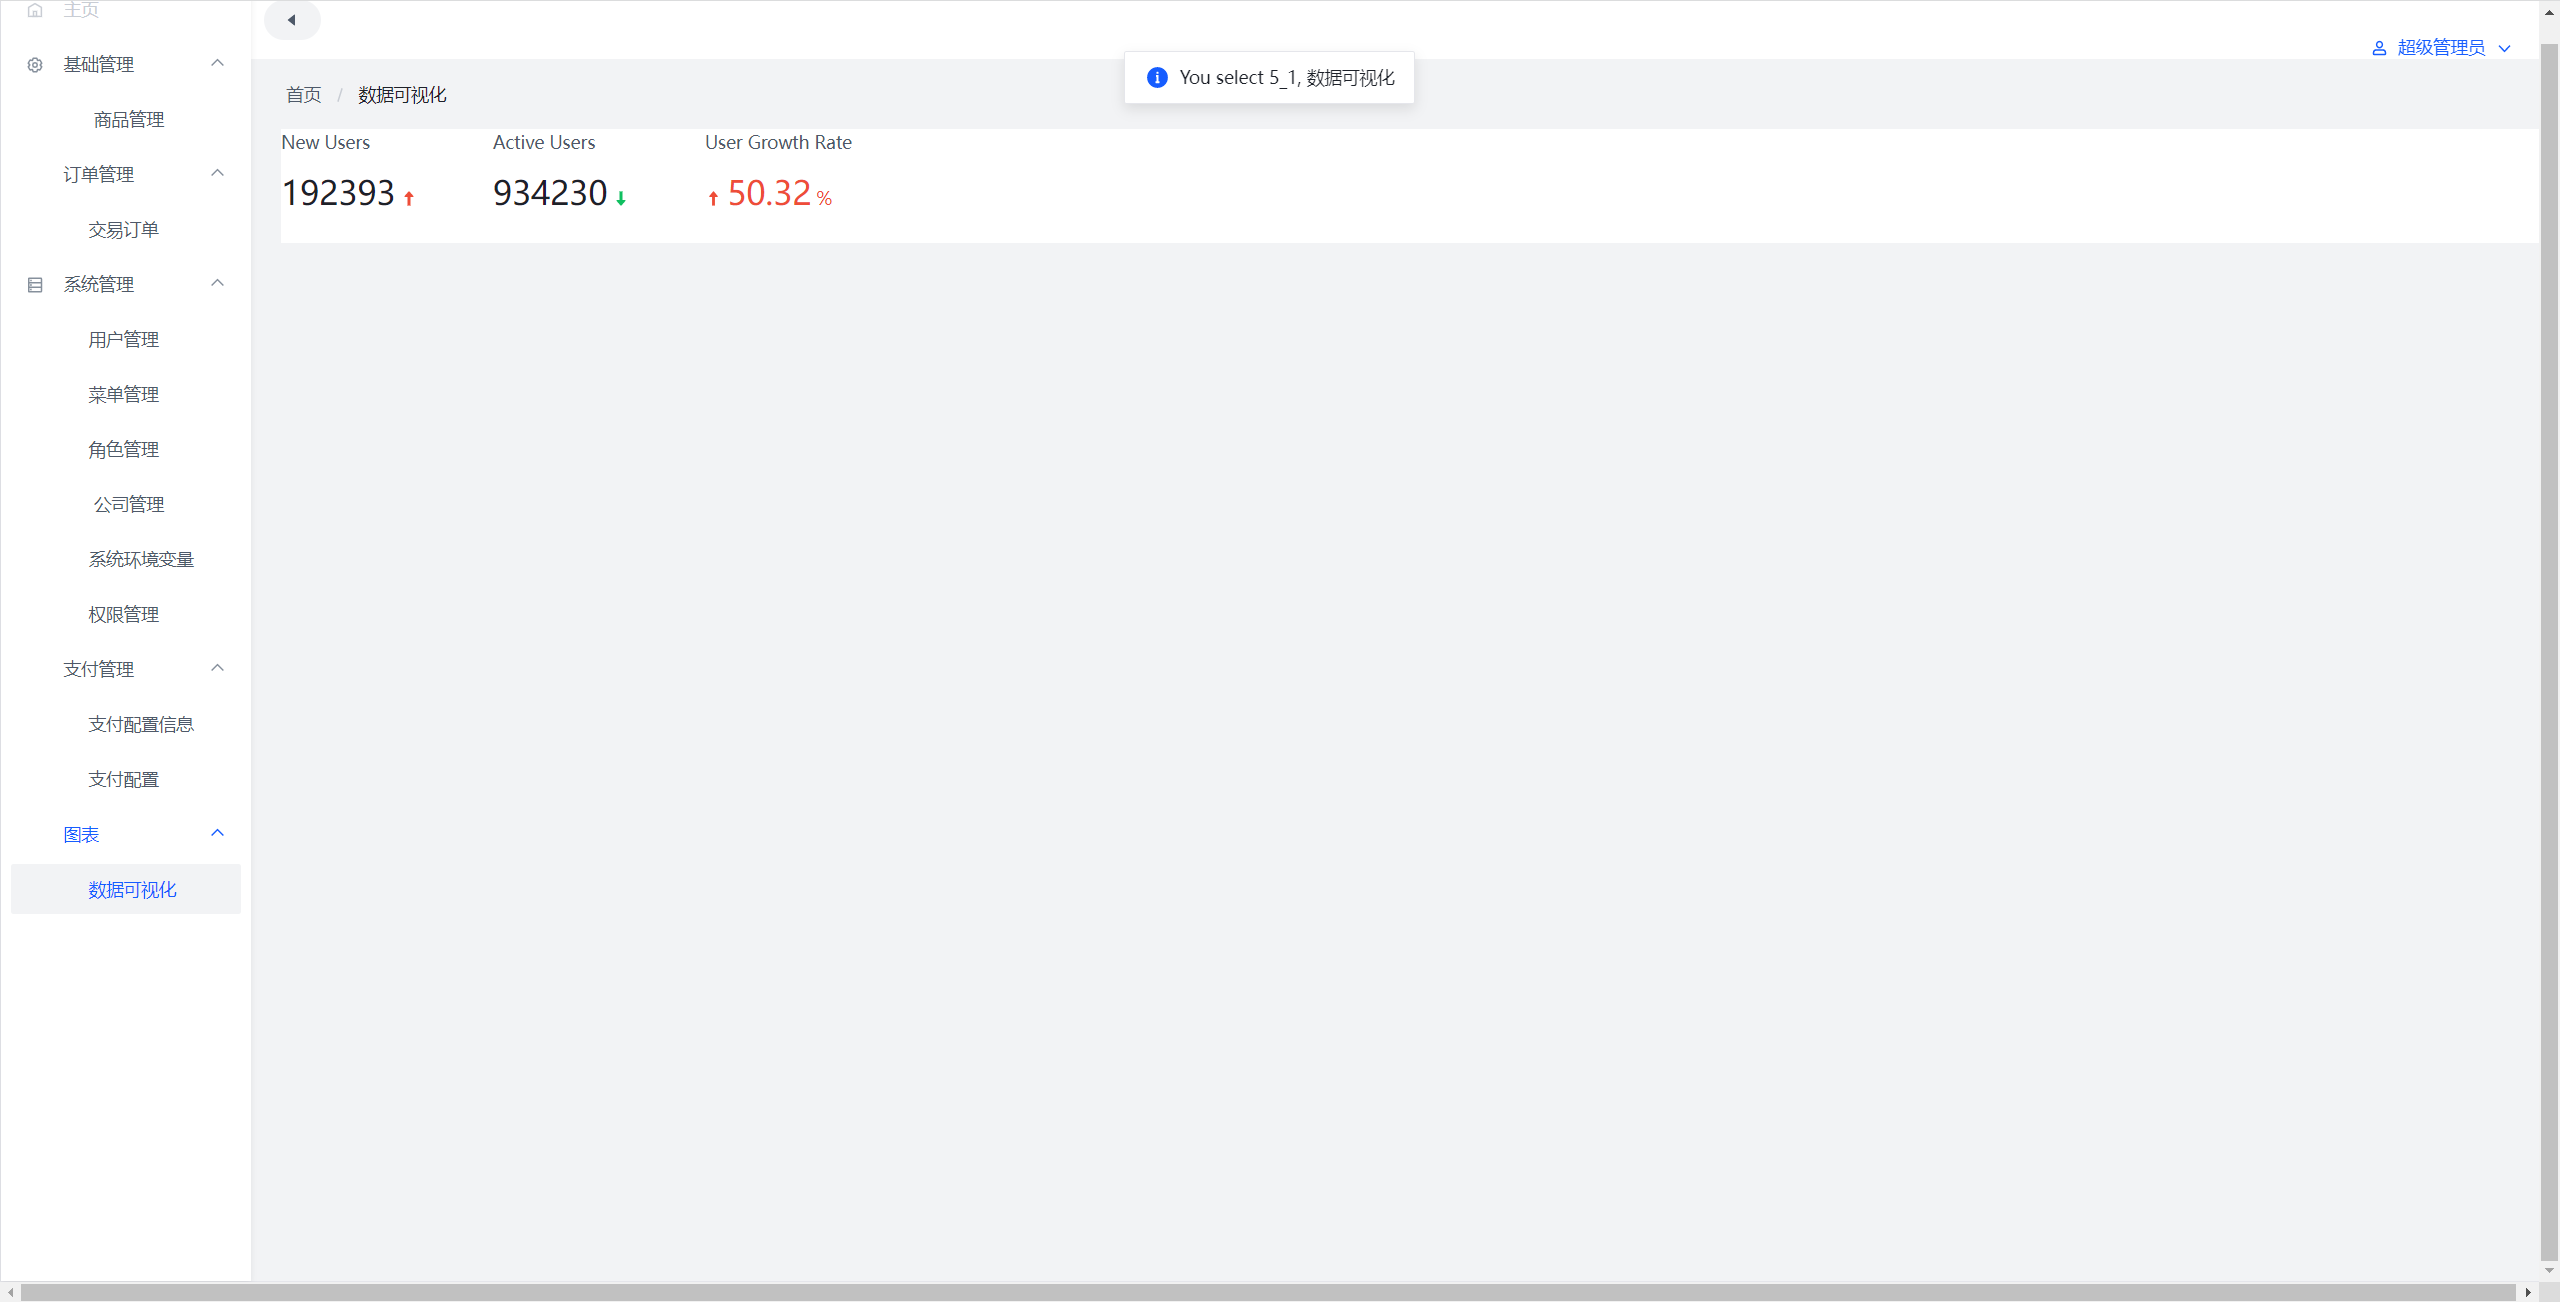 主页
基础管理
商品管理
订单管理
交易订单
系统管理
用户管理
菜单管理
角色管理
公司管理
系统环境变量
权限管理
支付管理
支付配置信息
支付配置
图表
数据可视化
超级管理员
You select 5_1, 数据可视化
首页 / 数据可视化
New Users Active Users User Growth Rate
192393 934230 50.32 %